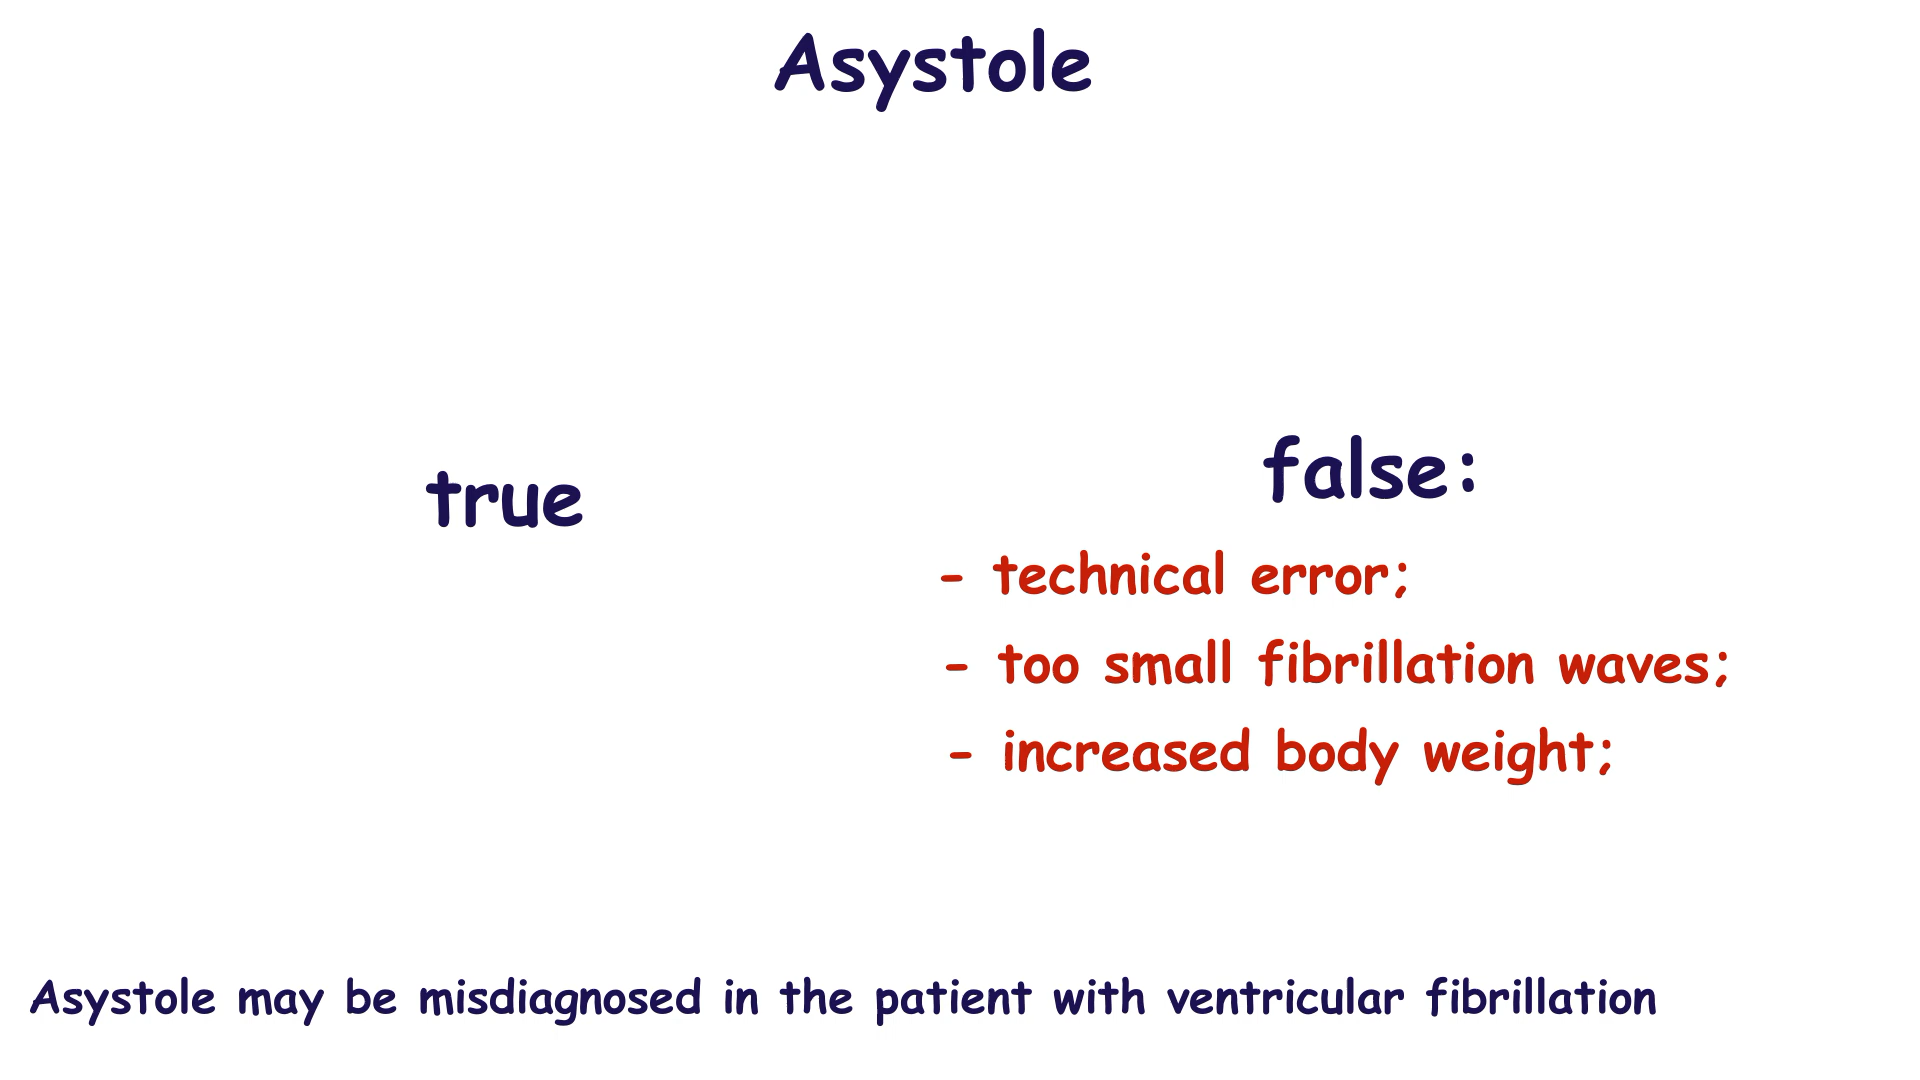 Asystole
true
false:
- technical error;
- too small fibrillation waves;
- increased body weight;
Asystole may be misdiagnosed in the patient with ventricular fibrillation